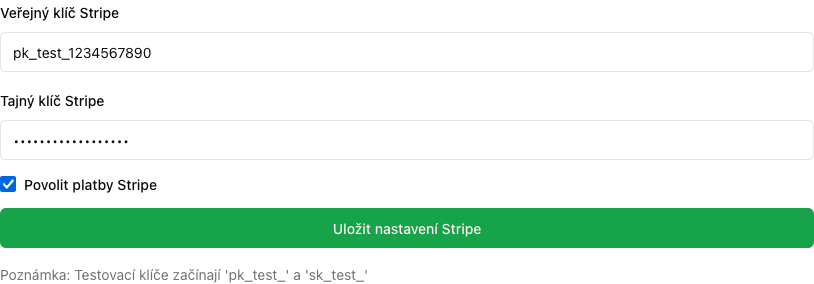 Veřejný klíč Stripe
pk_test_1234567890
Tajný klíč Stripe
••••••••••••••••••
Povolit platby Stripe
Uložit nastavení Stripe
Poznámka: Testovací klíče začínají 'pk_test_' a 'sk_test_'